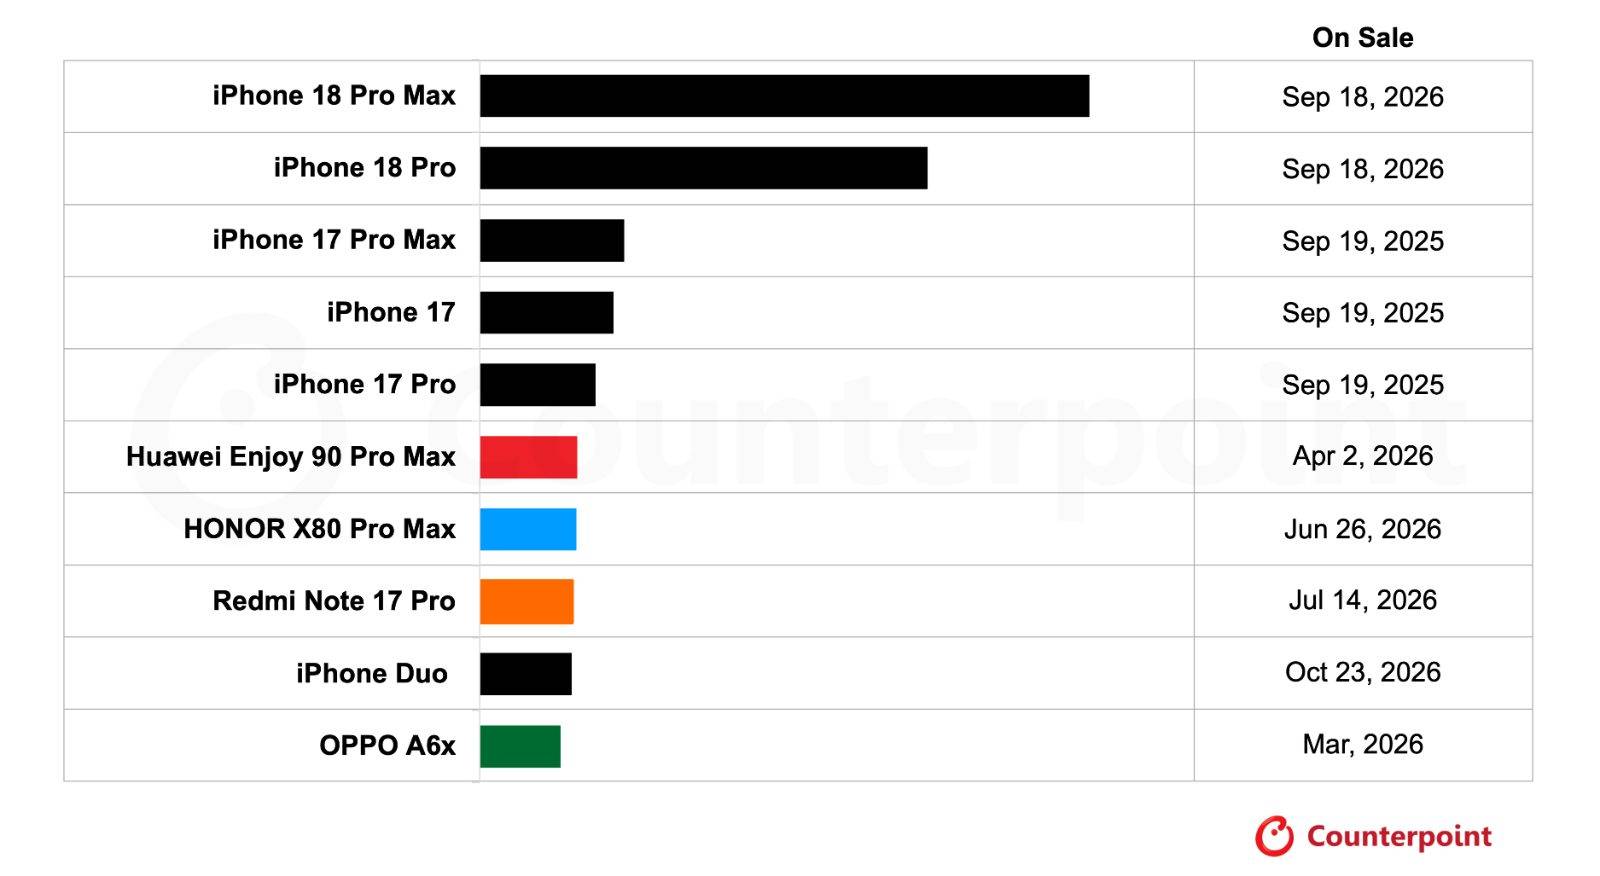 On Sale
iPhone 18 Pro Max Sep 18, 2026
iPhone 18 Pro Sep 18, 2026
iPhone 17 Pro Max Sep 19, 2025
iPhone 17 Sep 19, 2025
iPhone 17 Pro Sep 19, 2025
Counterpoint
Huawei Enjoy 90 Pro Max Apr 2, 2026
HONOR X80 Pro Max Jun 26, 2026
Redmi Note 17 Pro Jul 14, 2026
iPhone Duo Oct 23, 2026
OPPO A6x Mar, 2026
Counterpoint